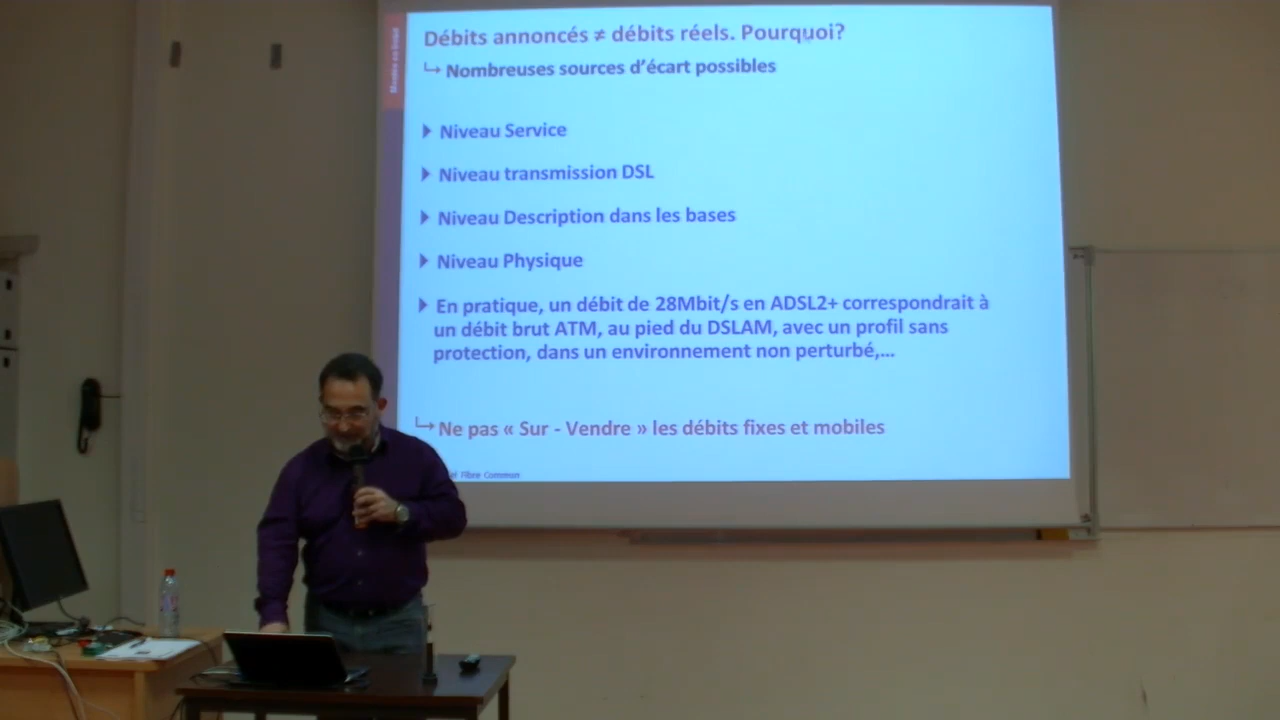 Débits annoncés ≠ débits réels. Pourquoi?
Nombreuses sources d'écart possibles
Niveau Service
Niveau transmission DSL
Niveau Description dans les bases
Niveau Physique
En pratique, un débit de 28Mbit/s en ADSL2+ correspondrait à
un débit brut ATM, au pied du DSLAM, avec un profil sans
protection, dans un environnement non perturbé,...
Ne pas « Sur - Vendre » les débits fixes et mobiles
Fibre Commun